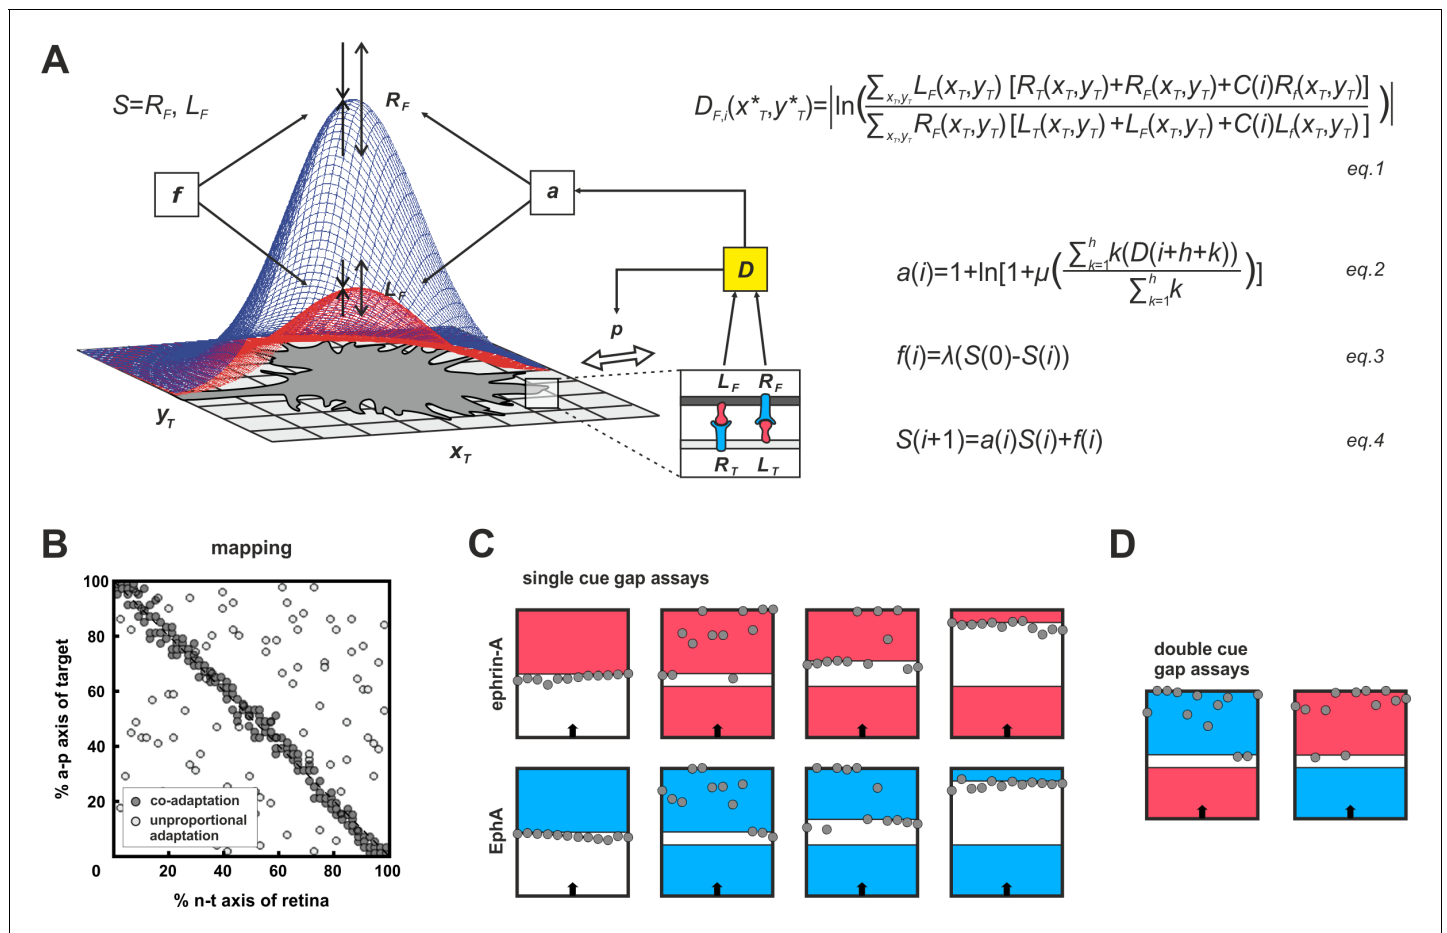 A
S=R_F, L_F
R_F
f
a
L_F
D
p
L_F R_F
R_T L_T
y_T
x_T
D_{F,i}(x*_T,y*_T)=|ln(∑_{x_T,y_T} L_F(x_T,y_T) [R_T(x_T,y_T)+R_F(x_T,y_T)+C(i)R_f(x_T,y_T)] / ∑_{x_T,y_T} R_F(x_T,y_T) [L_T(x_T,y_T)+L_F(x_T,y_T)+C(i)L_f(x_T,y_T)])|
eq.1
a(i)=1+ln[1+μ(∑_{k=1}^h k(D(i+h+k)) / ∑_{k=1}^h k)]
eq.2
f(i)=λ(S(0)-S(i))
eq.3
S(i+1)=a(i)S(i)+f(i)
eq.4
B
mapping
% a-p axis of target
100
80
60
40
20
0
20 40 60 80 100
% n-t axis of retina
co-adaptation
unproportional
adaptation
C
single cue gap assays
ephrin-A
EphA
D
double cue
gap assays